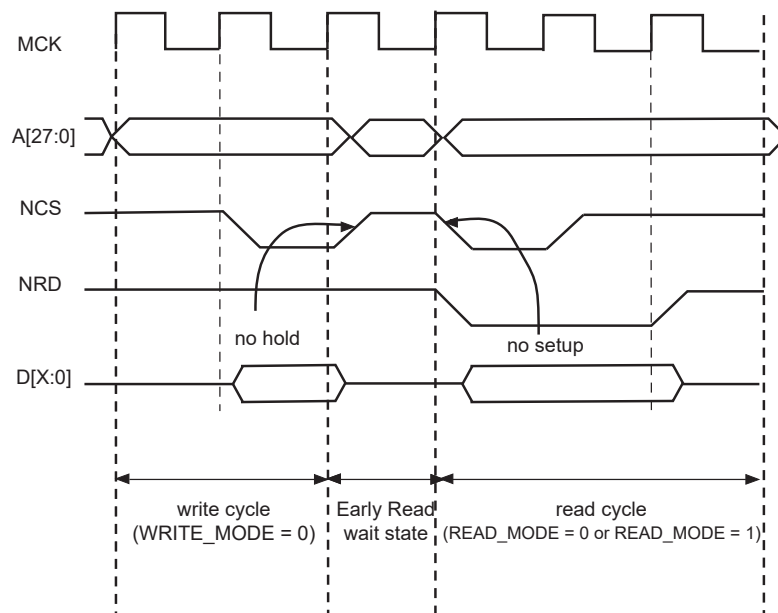 MCK
A[27:0]
NCS
NRD
no hold
no setup
D[X:0]
write cycle
(WRITE_MODE = 0)
Early Read
wait state
read cycle
(READ_MODE = 0 or READ_MODE = 1)